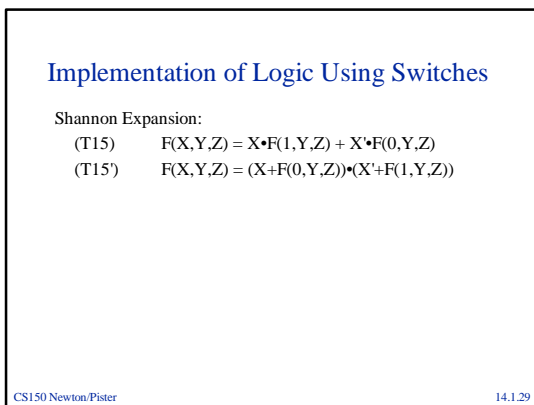 Implementation of Logic Using Switches
Shannon Expansion:
(T15) F(X,Y,Z) = X•F(1,Y,Z) + X'•F(0,Y,Z)
(T15') F(X,Y,Z) = (X+F(0,Y,Z))•(X'+F(1,Y,Z))
CS150 Newton/Pister 14.1.29